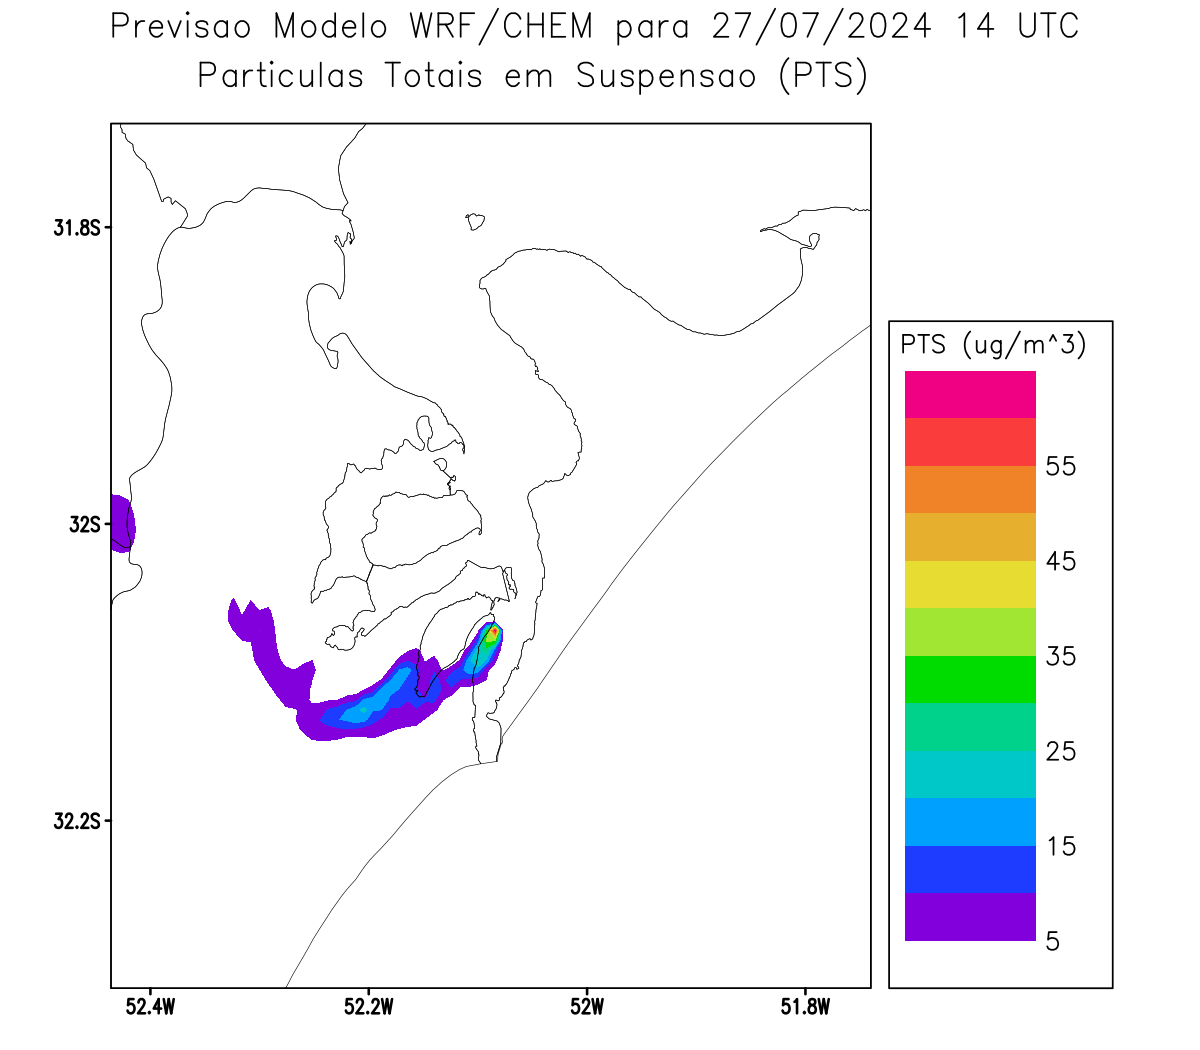 Previsao Modelo WRF/CHEM para 27/07/2024 14 UTC
Particulas Totais em Suspensao (PTS)
31.8S
32S
32.2S
52.4W
52.2W
52W
51.8W
PTS (ug/m^3)
55
45
35
25
15
5